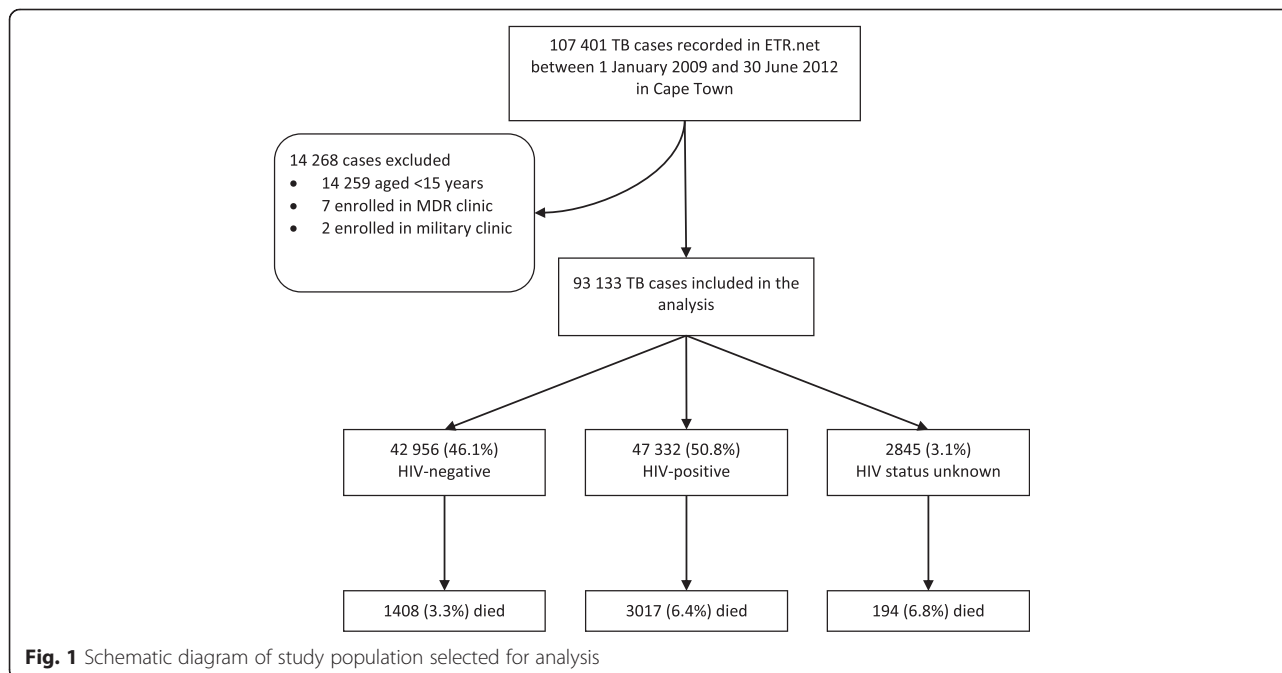 107 401 TB cases recorded in ETR.net
between 1 January 2009 and 30 June 2012
in Cape Town
14 268 cases excluded
• 14 259 aged <15 years
• 7 enrolled in MDR clinic
• 2 enrolled in military clinic
93 133 TB cases included in the
analysis
42 956 (46.1%)
HIV-negative
47 332 (50.8%)
HIV-positive
2845 (3.1%)
HIV status unknown
1408 (3.3%) died
3017 (6.4%) died
194 (6.8%) died
Fig. 1 Schematic diagram of study population selected for analysis